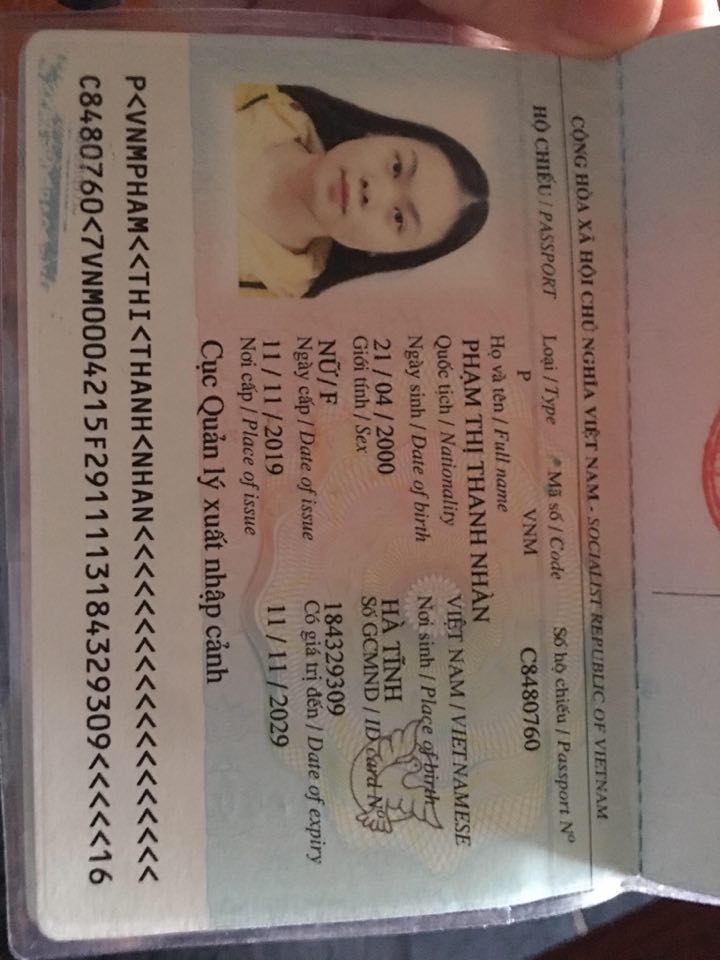 CỘNG HÒA XÃ HỘI CHỦ NGHĨA VIỆT NAM - SOCIALIST REPUBLIC OF VIETNAM
HỘ CHIẾU / PASSPORT Loại / Type Mã số / Code Số hộ chiếu / Passport Nº
P VNM C8480760
Họ và tên / Full name
PHẠM THỊ THANH NHÀN
Quốc tịch / Nationality VIỆT NAM / VIETNAMESE
Ngày sinh / Date of birth Nơi sinh / Place of birth
21 / 04 / 2000 HÀ TĨNH
Giới tính / Sex Số GCMND / ID card Nº
NỮ / F 184329309
Ngày cấp / Date of issue Có giá trị đến / Date of expiry
11 / 11 / 2019 11 / 11 / 2029
Nơi cấp / Place of issue
Cục Quản lý xuất nhập cảnh
P<VNMPHAM<<THI<THANH<NHAN<<<<<<<<<<<<<<<<<<<
C8480760<7VNM0004215F2911113184329309<<<<<16